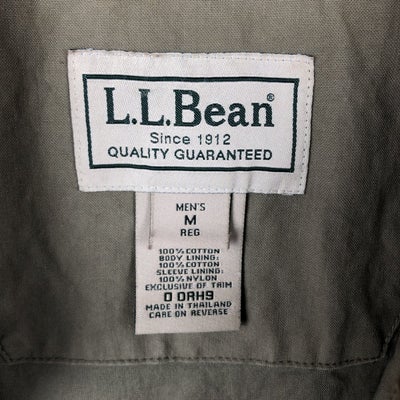 L.L.Bean®
Since 1912
QUALITY GUARANTEED
MEN'S
M
REG
100% COTTON
BODY LINING:
100% COTTON
SLEEVE LINING:
100% NYLON
EXCLUSIVE OF TRIM
0 0RH9
MADE IN THAILAND
CARE ON REVERSE